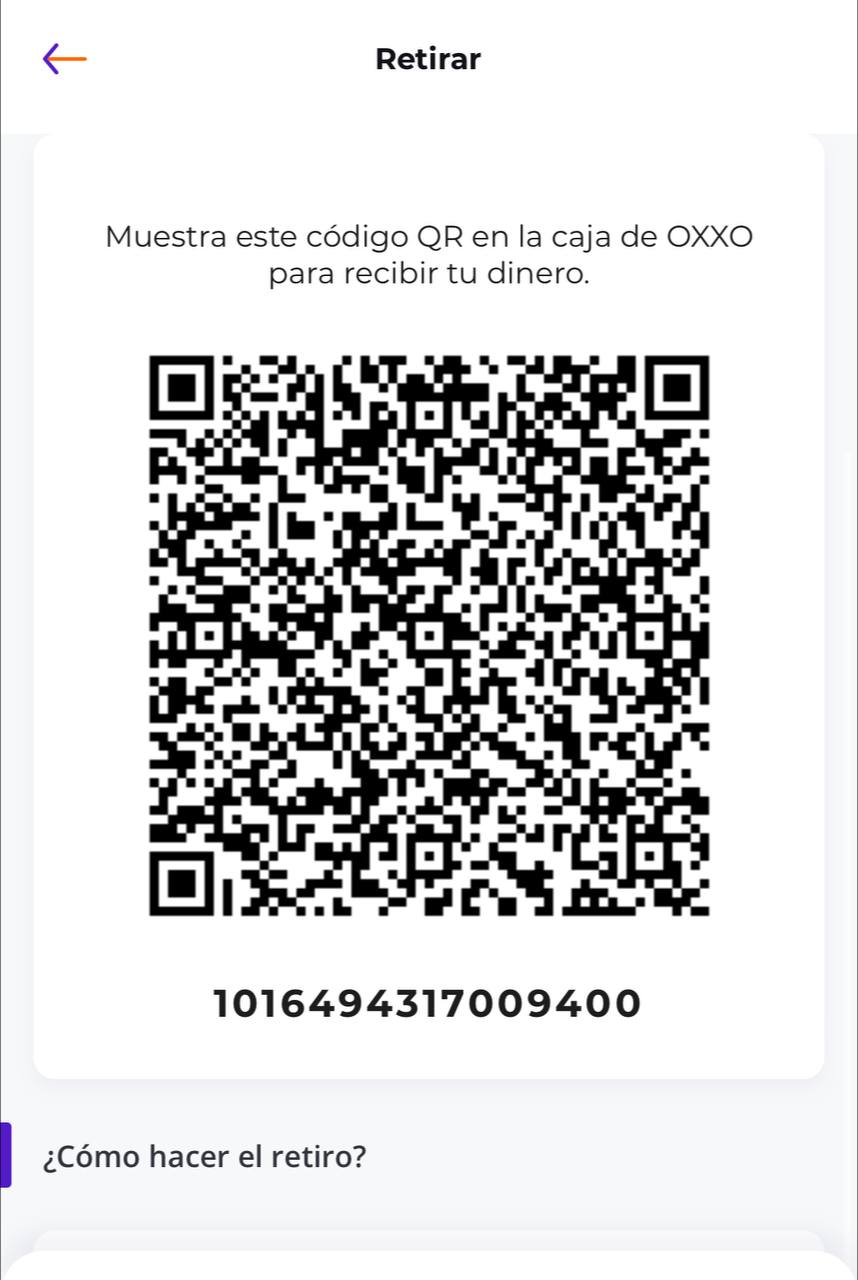 Retirar
Muestra este código QR en la caja de OXXO
para recibir tu dinero.
1016494317009400
¿Cómo hacer el retiro?